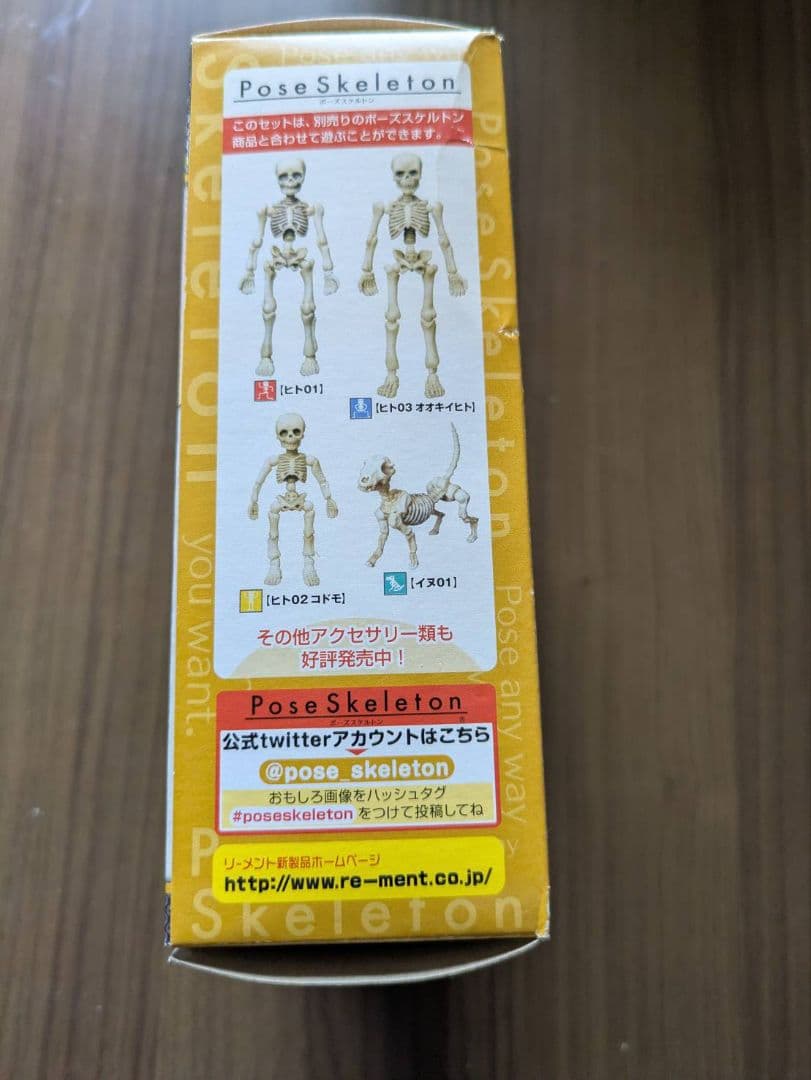 Pose any way
Skeleton
Pose Skeleton
ポーズスケルトン
このセットは、別売りのポーズスケルトン
商品と合わせて遊ぶことができます。
【ヒト01】
【ヒト03 オオキイヒト】
【ヒト02 コドモ】
【イヌ01】
その他アクセサリー類も
好評発売中！
you want.
Pose Skeleton
Pose any way
Pose Skeleton
ポーズスケルトン
公式twitterアカウントはこちら
@pose_skeleton
おもしろ画像をハッシュタグ
#poseskeleton をつけて投稿してね
リーメント新製品ホームページ
http://www.re-ment.co.jp/
P
y
Skeleton